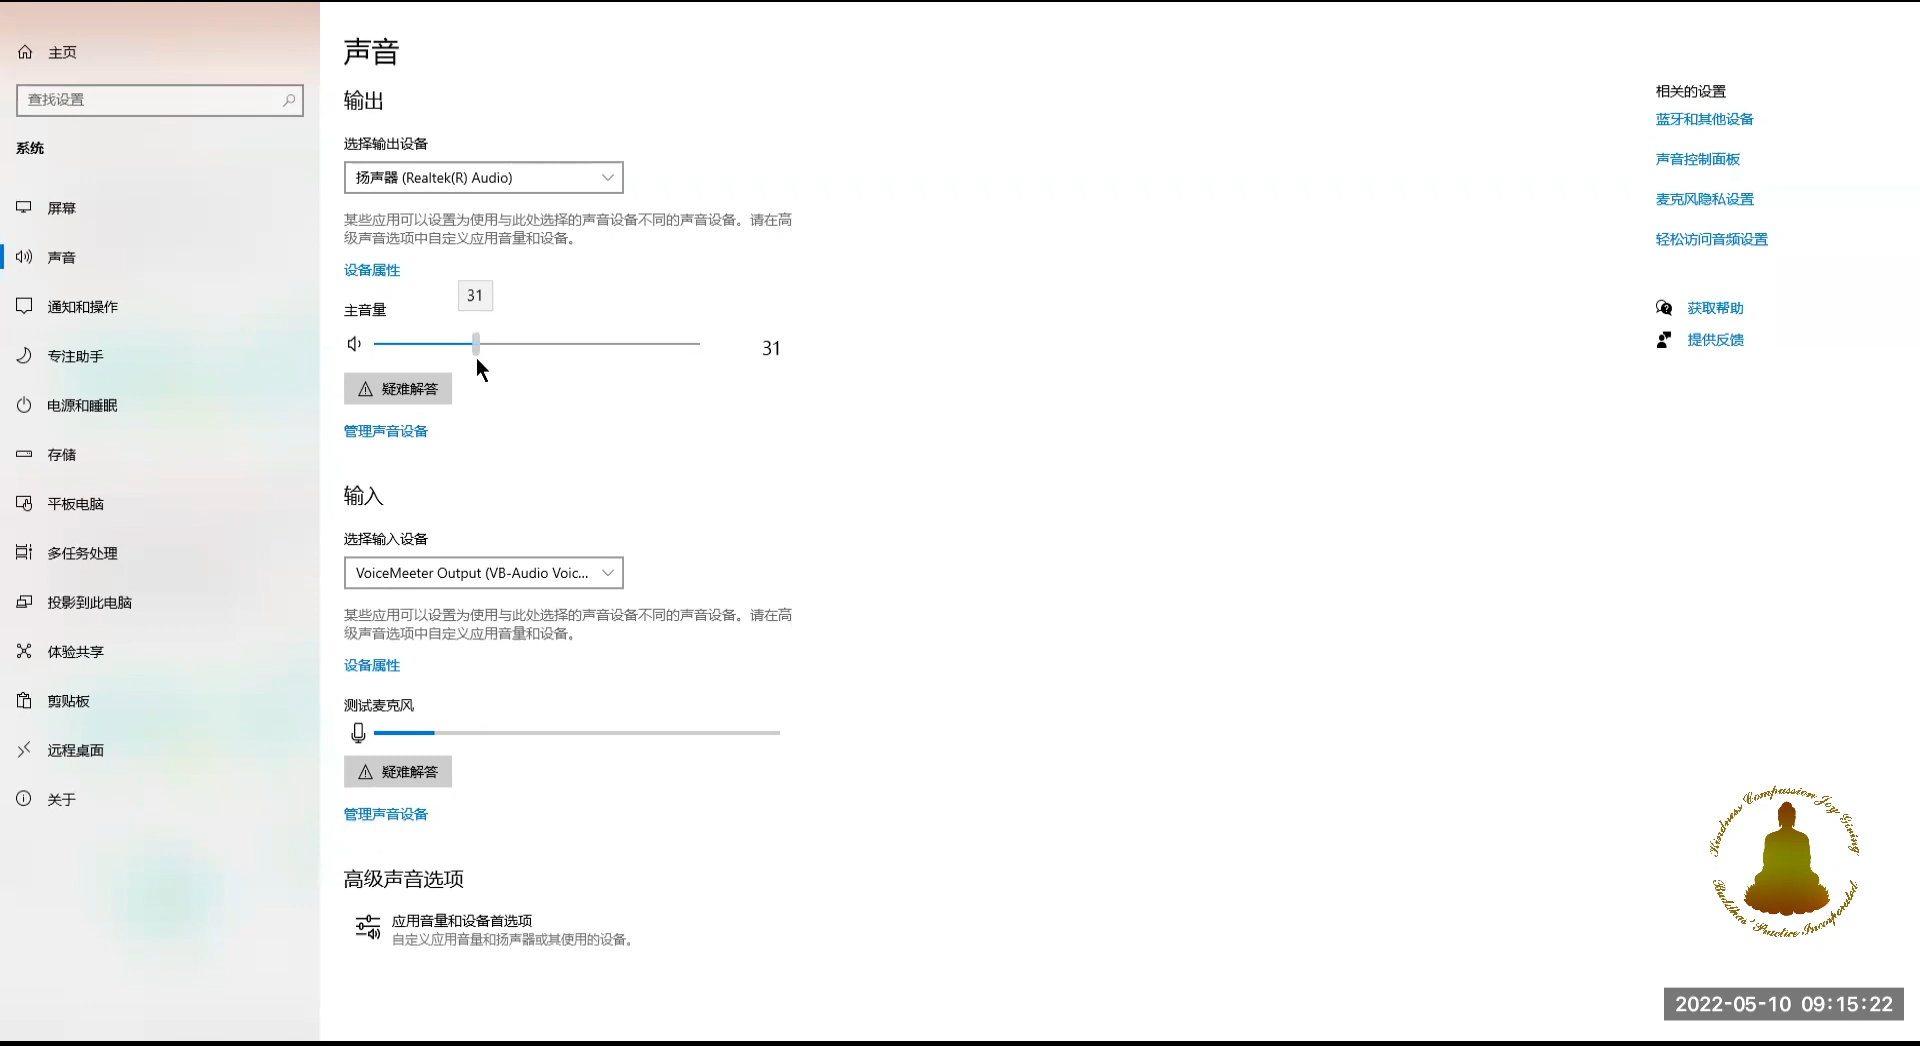 主页
查找设置
系统
屏幕
声音
通知和操作
专注助手
电源和睡眠
存储
平板电脑
多任务处理
投影到此电脑
体验共享
剪贴板
远程桌面
关于
声音
输出
选择输出设备
扬声器 (Realtek(R) Audio)
某些应用可以设置为使用与此处选择的声音设备不同的声音设备。请在高
级声音选项中自定义应用音量和设备。
设备属性
31
主音量
31
疑难解答
管理声音设备
输入
选择输入设备
VoiceMeeter Output (VB-Audio Voic...
某些应用可以设置为使用与此处选择的声音设备不同的声音设备。请在高
级声音选项中自定义应用音量和设备。
设备属性
测试麦克风
疑难解答
管理声音设备
高级声音选项
应用音量和设备首选项
自定义应用音量和扬声器或其使用的设备。
相关的设置
蓝牙和其他设备
声音控制面板
麦克风隐私设置
轻松访问音频设置
获取帮助
提供反馈
Kindness Compassion Joy Giving
Buddhas' Practice Incorporated
2022-05-10 09:15:22